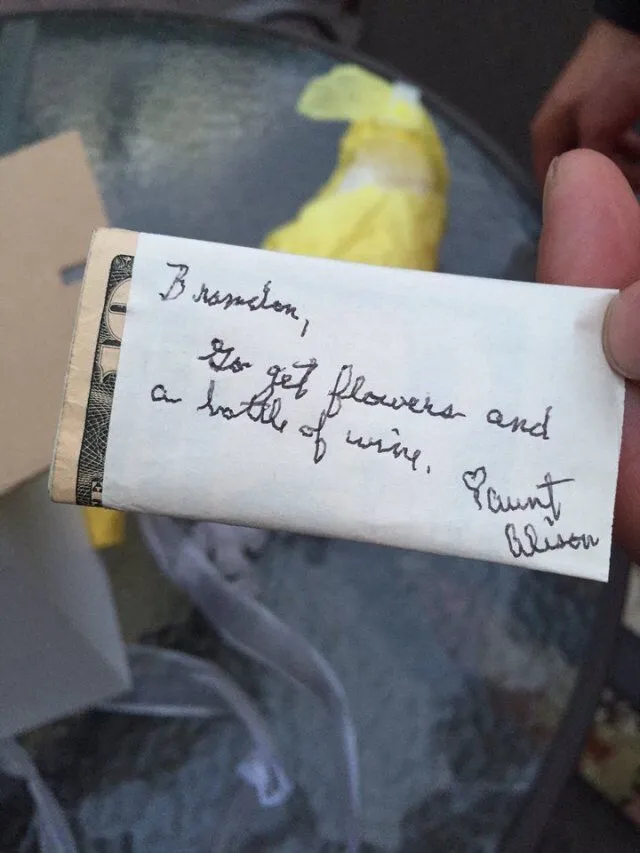 Brandon,
Go get flowers and
a bottle of wine.
♡ aunt
Alison